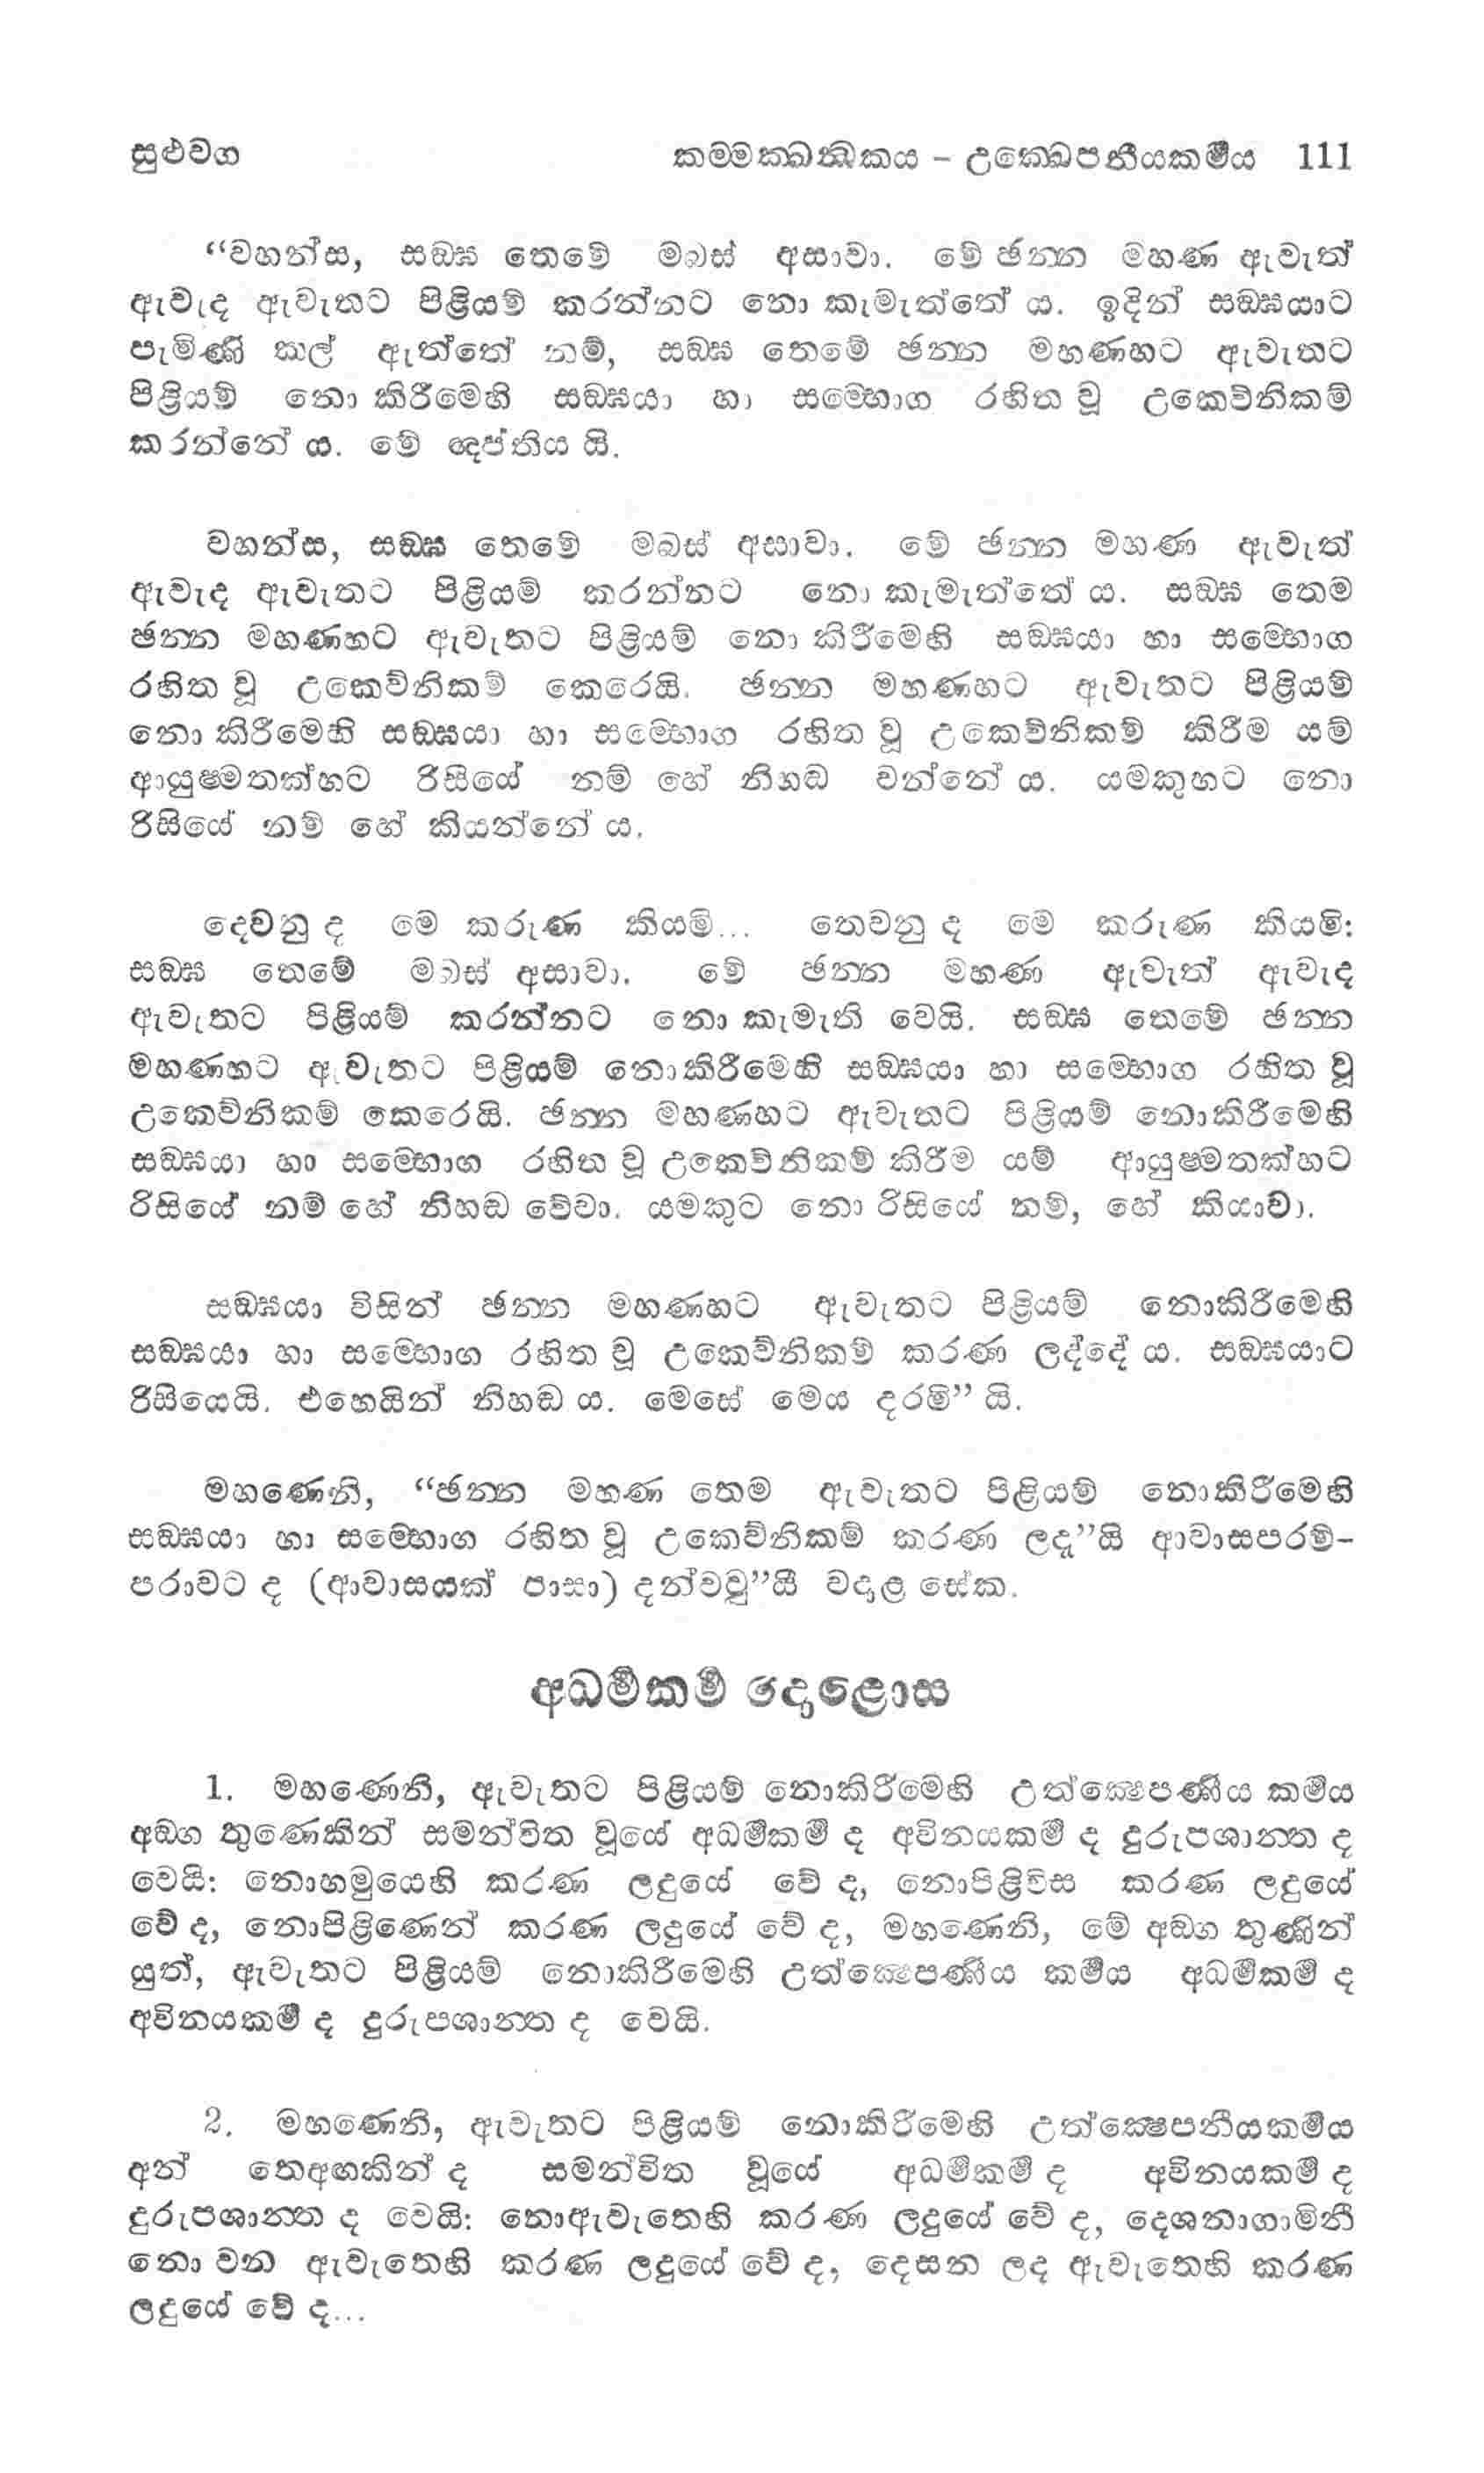 සුළුවග	කම්මක්ඛන්ධකය – උක්ඛෙපනීයකර්‍මය 111
“වහන්ස, සඞ්ඝ තෙමේ මබස් අසාවා. මේ ඡන්න මහණ ඇවැත්
ඇවැද ඇවැතට පිළියම් කරන්නට නො කැමැත්තේ ය. ඉදින් සඞ්ඝයාට
පැමිණි කල් ඇත්තේ නම්, සඞ්ඝ තෙමේ ඡන්න මහණහට ඇවැතට
පිළියම් නො කිරීමෙහි සඞ්ඝයා හා සම්භොග රහිත වූ උකෙව්නිකම්
කරන්නේ ය. මේ ඥප්තිය යි.
වහන්ස, සඞ්ඝ තෙමේ මබස් අසාවා. මේ ඡන්න මහණ ඇවැත්
ඇවැද ඇවැතට පිළියම් කරන්නට නො කැමැත්තේ ය. සඞ්ඝ තෙම
ඡන්න මහණහට ඇවැතට පිළියම් නො කිරීමෙහි සඞ්ඝයා හා සම්භොග
රහිත වූ උකෙව්නිකම් කෙරෙයි. ඡන්න මහණහට ඇවැතට පිළියම්
නො කිරීමෙහි සඞ්ඝයා හා සම්භොග රහිත වූ උකෙව්නිකම් කිරීම යම්
ආයුෂ්මතක්හට රිසියේ නම් හේ නිහඬ වන්නේ ය. යමකුහට නො
රිසියේ නම් හේ කියන්නේ ය.
දෙවනු ද මෙ කරුණ කියමි... තෙවනු ද මෙ කරුණ කියමි:
සඞ්ඝ තෙමේ මබස් අසාවා. මේ ඡන්න මහණ ඇවැත් ඇවැද
ඇවැතට පිළියම් කරන්නට නො කැමැති වෙයි. සඞ්ඝ තෙමේ ඡන්න
මහණහට ඇවැතට පිළියම් නොකිරීමෙහි සඞ්ඝයා හා සම්භොග රහිත වූ
උකෙව්නිකම් කෙරෙයි. ඡන්න මහණහට ඇවැතට පිළියම් නොකිරීමෙහි
සඞ්ඝයා හා සම්භොග රහිත වූ උකෙව්නිකම් කිරීම යම් ආයුෂ්මතක්හට
රිසියේ නම් හේ නිහඬ වේවා. යමකුට නො රිසියේ නම්, හේ කියාවා.
සඞ්ඝයා විසින් ඡන්න මහණහට ඇවැතට පිළියම් නොකිරීමෙහි
සඞ්ඝයා හා සම්භොග රහිත වූ උකෙව්නිකම් කරණ ලද්දේ ය. සඞ්ඝයාට
රිසියෙයි. එහෙයින් නිහඬ ය. මෙසේ මෙය දරමි” යි.
මහණෙනි, “ඡන්න මහණ තෙම ඇවැතට පිළියම් නොකිරීමෙහි
සඞ්ඝයා හා සම්භොග රහිත වූ උකෙව්නිකම් කරණ ලදැ”යි ආවාසපරම්-
පරාවට ද (ආවාසයක් පාසා) දන්වවු”යී වදාළ සේක.
අධර්‍මකර්‍ම දොළොස
1. මහණෙනි, ඇවැතට පිළියම් නොකිරීමෙහි උත්ක්‍ෂෙපණීය කර්‍මය
අඞ්ග තුණෙකින් සමන්විත වූයේ අධර්‍මකර්‍ම ද අවිනයකර්‍ම ද දුරුපශාන්ත ද
වෙයි: නොහමුයෙහි කරණ ලදුයේ වේ ද, නොපිළිවිස කරණ ලදුයේ
වේ ද, නොපිළිණෙන් කරණ ලදුයේ වේ ද, මහණෙනි, මේ අඞ්ග තුණින්
යුත්, ඇවැතට පිළියම් නොකිරීමෙහි උත්ක්‍ෂෙපණීය කර්‍මය අධර්‍මකර්‍ම ද
අවිනයකර්‍ම ද දුරුපශාන්ත ද වෙයි.
2. මහණෙනි, ඇවැතට පිළියම් නොකිරීමෙහි උත්ක්‍ෂෙපනීයකර්‍මය
අන් තෙඅඟකින් ද සමන්විත වූයේ අධර්‍මකර්‍ම ද අවිනයකර්‍ම ද
දුරුපශාන්ත ද වෙයි: නොඇවැතෙහි කරණ ලදුයේ වේ ද, දෙශනාගාමිනී
නො වන ඇවැතෙහි කරණ ලදුයේ වේ ද, දෙසන ලද ඇවැතෙහි කරණ
ලදුයේ වේ ද...